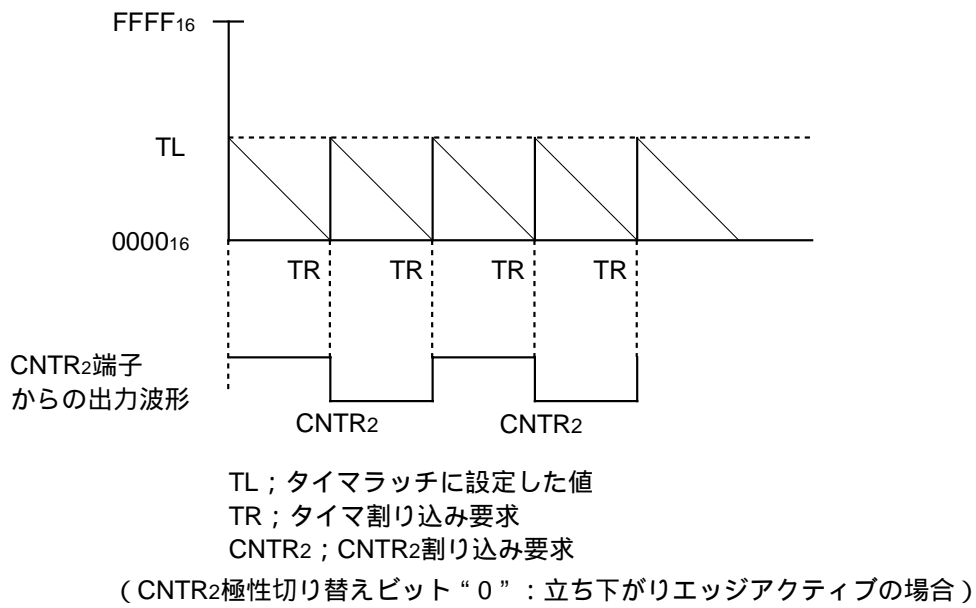 FFFF16
TL
000016
TR TR TR TR
CNTR2端子
からの出力波形
CNTR2 CNTR2
TL；タイマラッチに設定した値
TR；タイマ割り込み要求
CNTR2；CNTR2割り込み要求
（CNTR2極性切り替えビット“０”：立ち下がりエッジアクティブの場合）